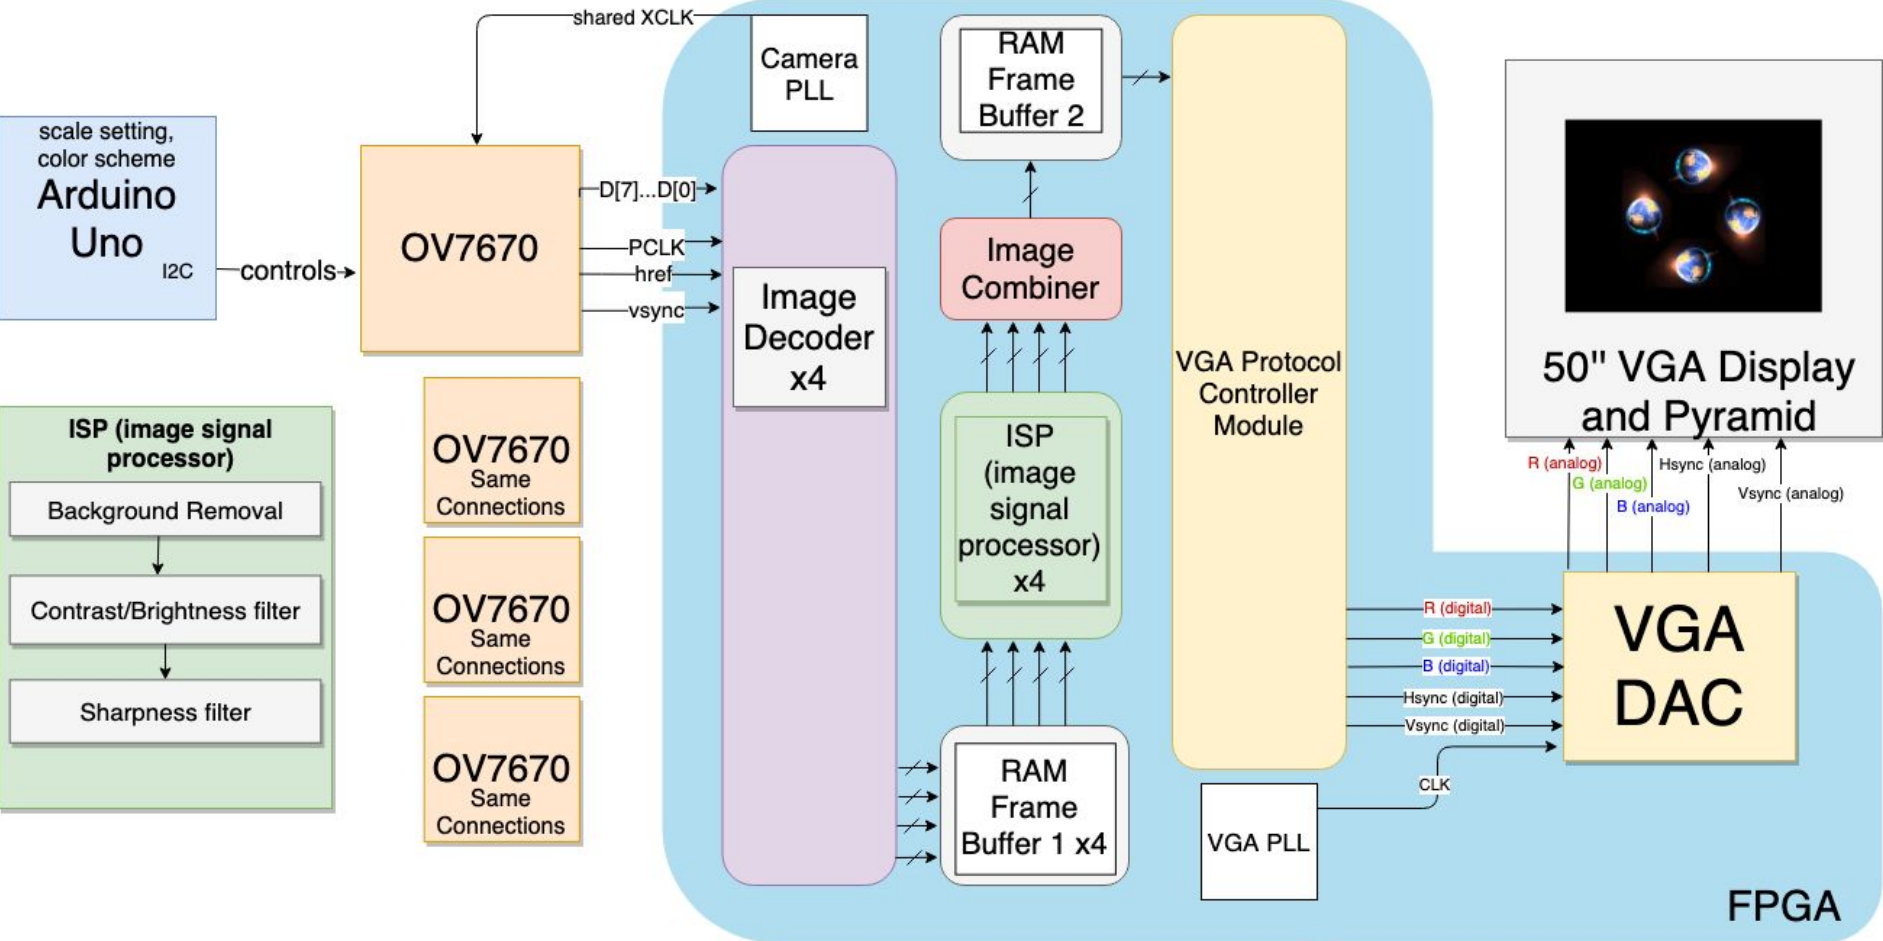 shared XCLK
Camera
PLL
scale setting,
color scheme
Arduino
Uno
I2C
controls
OV7670
D[7]...D[0]
PCLK
href
vsync
OV7670
Same
Connections
OV7670
Same
Connections
OV7670
Same
Connections
ISP (image signal
processor)
Background Removal
Contrast/Brightness filter
Sharpness filter
Image
Decoder
x4
RAM
Frame
Buffer 2
Image
Combiner
ISP
(image
signal
processor)
x4
RAM
Frame
Buffer 1 x4
VGA Protocol
Controller
Module
VGA PLL
CLK
R (digital)
G (digital)
B (digital)
Hsync (digital)
Vsync (digital)
VGA
DAC
R (analog)
G (analog)
B (analog)
Hsync (analog)
Vsync (analog)
50" VGA Display
and Pyramid
FPGA